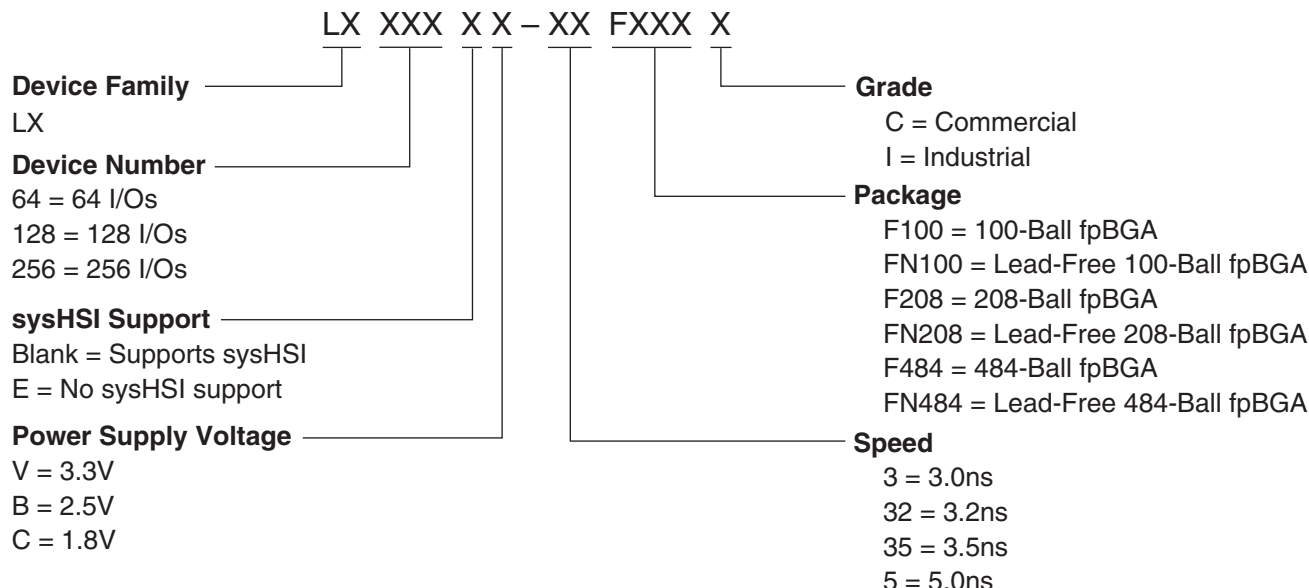 LX XXX X X – XX FXXX X
Device Family
LX
Device Number
64 = 64 I/Os
128 = 128 I/Os
256 = 256 I/Os
sysHSI Support
Blank = Supports sysHSI
E = No sysHSI support
Power Supply Voltage
V = 3.3V
B = 2.5V
C = 1.8V
Grade
C = Commercial
I = Industrial
Package
F100 = 100-Ball fpBGA
FN100 = Lead-Free 100-Ball fpBGA
F208 = 208-Ball fpBGA
FN208 = Lead-Free 208-Ball fpBGA
F484 = 484-Ball fpBGA
FN484 = Lead-Free 484-Ball fpBGA
Speed
3 = 3.0ns
32 = 3.2ns
35 = 3.5ns
5 = 5.0ns